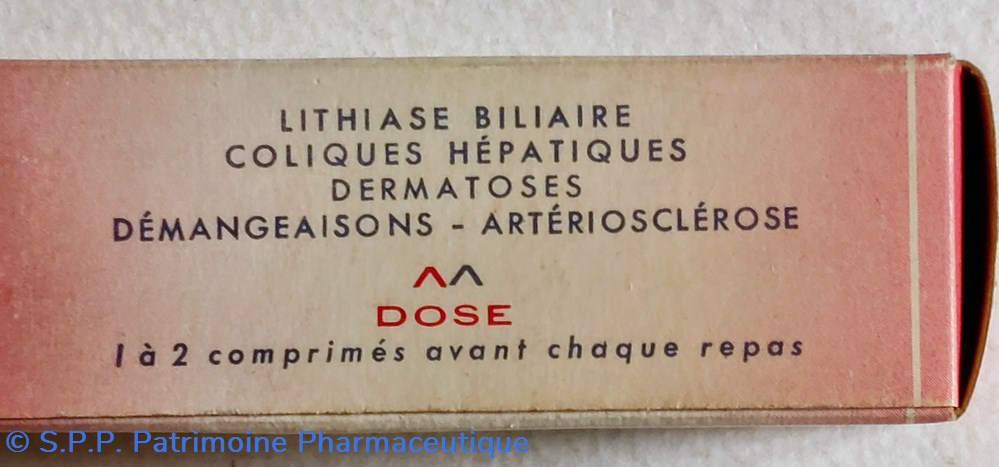 LITHIASE BILIAIRE
COLIQUES HÉPATIQUES
DERMATOSES
DÉMANGEAISONS - ARTÉRIOSCLÉROSE
DOSE
1 à 2 comprimés avant chaque repas
© S.P.P. Patrimoine Pharmaceutique